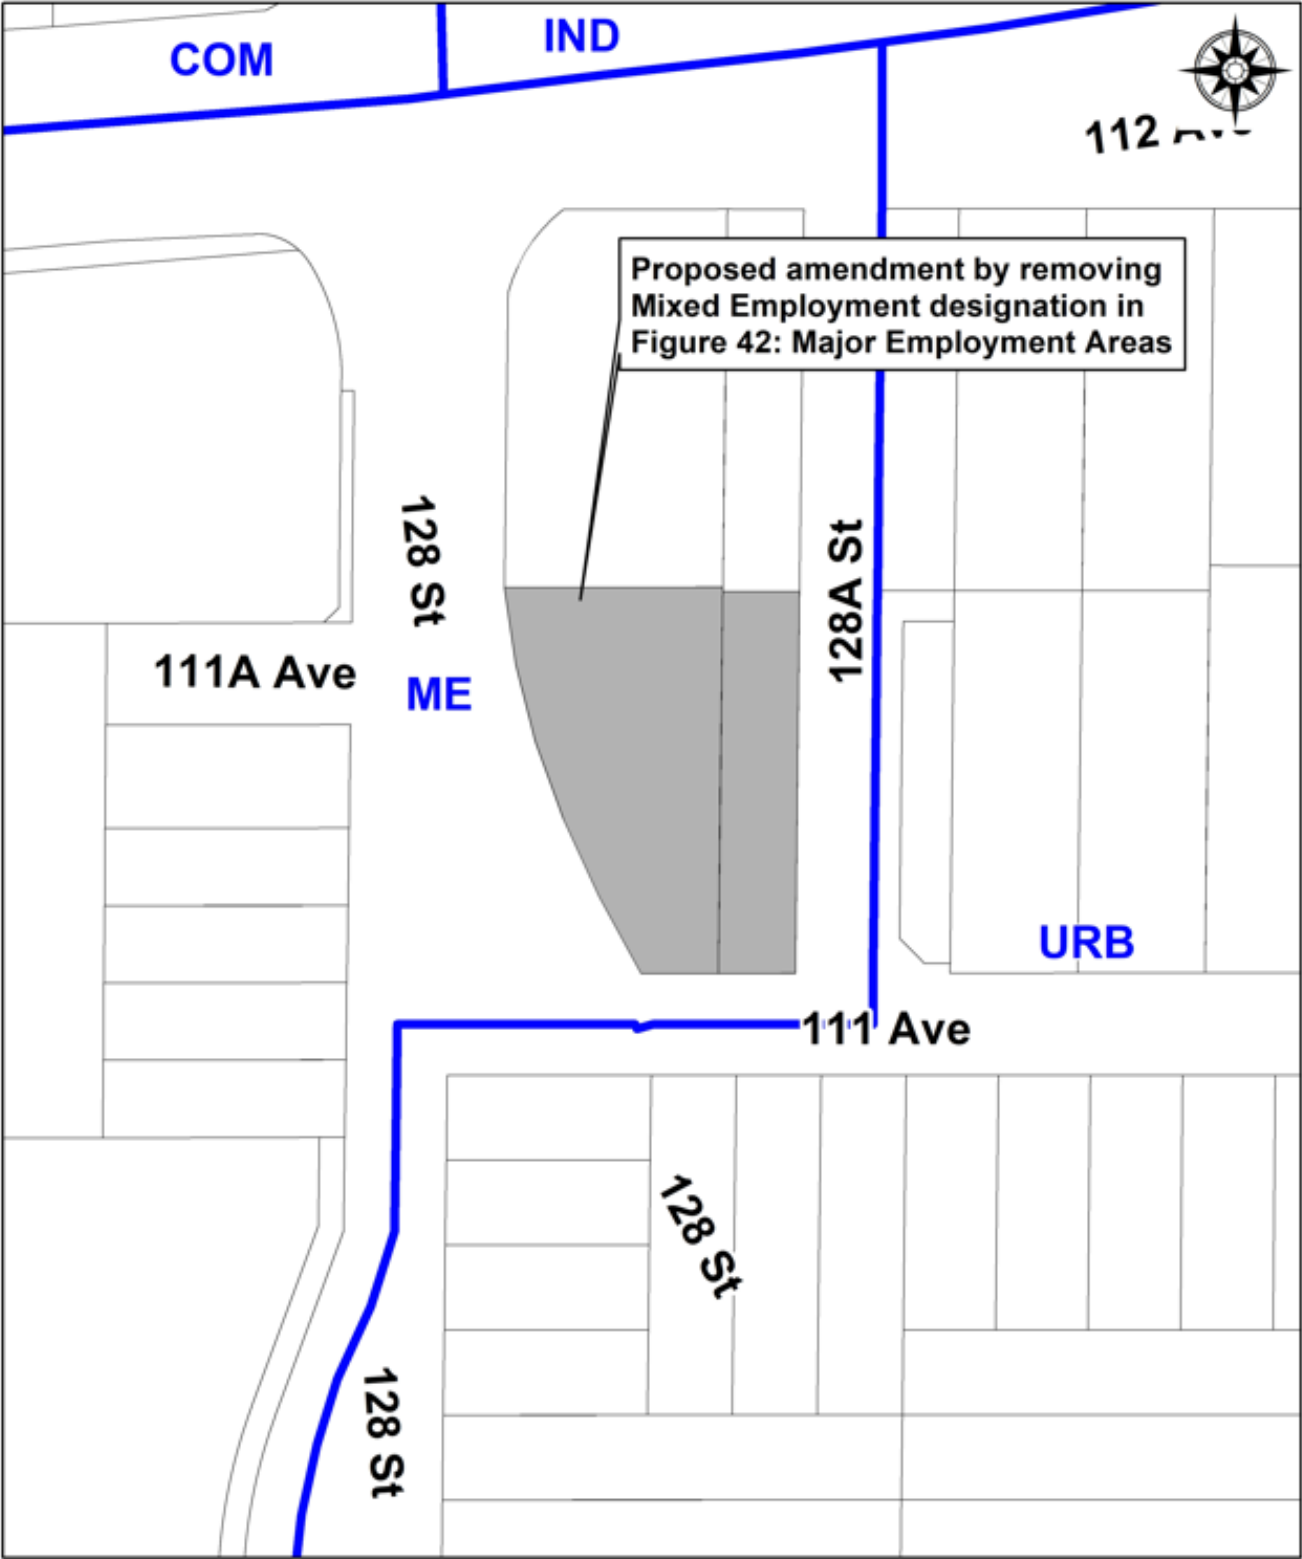 COM
IND
112
Proposed amendment by removing
Mixed Employment designation in
Figure 42: Major Employment Areas
128 St
128A St
111A Ave
ME
URB
111 Ave
128 St
128 St